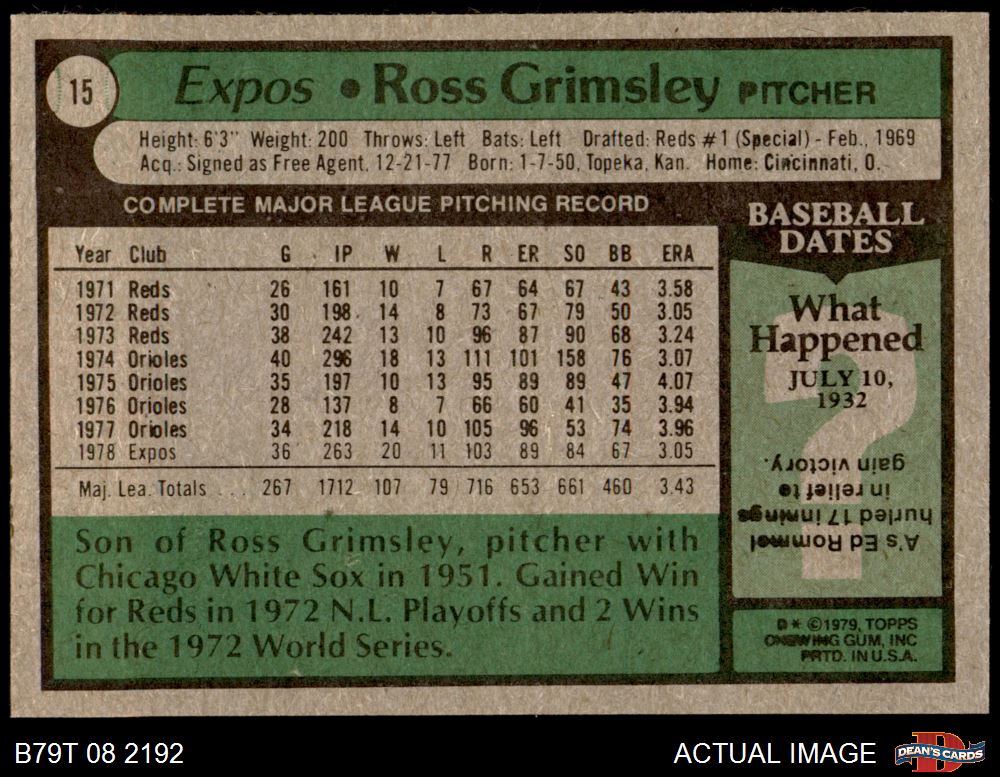 15
Expos • Ross Grimsley PITCHER
Height: 6'3" Weight: 200 Throws: Left Bats: Left Drafted: Reds #1 (Special) - Feb., 1969
Acq.: Signed as Free Agent, 12-21-77 Born: 1-7-50, Topeka, Kan. Home: Cincinnati, O.
COMPLETE MAJOR LEAGUE PITCHING RECORD
Year Club G IP W L R ER SO BB ERA
1971 Reds 26 161 10 7 67 64 67 43 3.58
1972 Reds 30 198 14 8 73 67 79 50 3.05
1973 Reds 38 242 13 10 96 87 90 68 3.24
1974 Orioles 40 296 18 13 111 101 158 76 3.07
1975 Orioles 35 197 10 13 95 89 89 47 4.07
1976 Orioles 28 137 8 7 66 60 41 35 3.94
1977 Orioles 34 218 14 10 105 96 53 74 3.96
1978 Expos 36 263 20 11 103 89 84 67 3.05
Maj. Lea. Totals ... 267 1712 107 79 716 653 661 460 3.43
Son of Ross Grimsley, pitcher with
Chicago White Sox in 1951. Gained Win
for Reds in 1972 N.L. Playoffs and 2 Wins
in the 1972 World Series.
BASEBALL
DATES
What
Happened
JULY 10,
1932
?
A's Ed Rommel
hurled 17 innings
in relief to
gain victory.
D * ©1979, TOPPS
CHEWING GUM, INC
PRTD. IN U.S.A.
B79T 08 2192
ACTUAL IMAGE
D
DEAN'S CARDS